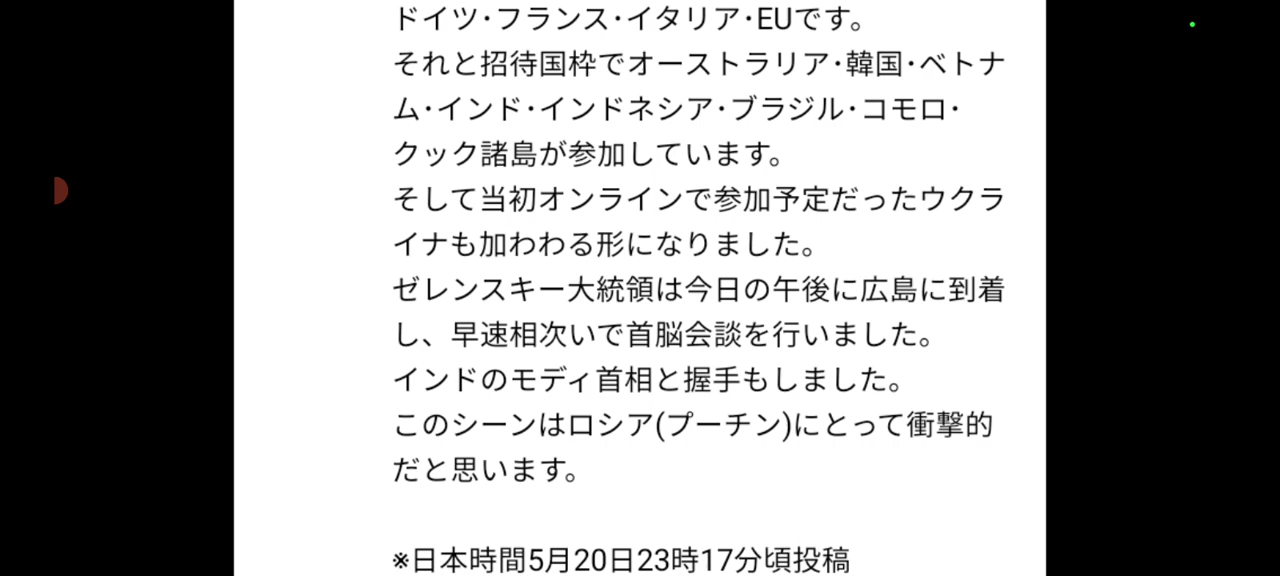 ドイツ･フランス･イタリア･EUです。
それと招待国枠でオーストラリア･韓国･ベトナ
ム･インド･インドネシア･ブラジル･コモロ･
クック諸島が参加しています。
そして当初オンラインで参加予定だったウクラ
イナも加わわる形になりました。
ゼレンスキー大統領は今日の午後に広島に到着
し、早速相次いで首脳会談を行いました。
インドのモディ首相と握手もしました。
このシーンはロシア(プーチン)にとって衝撃的
だと思います。
※日本時間5月20日23時17分頃投稿